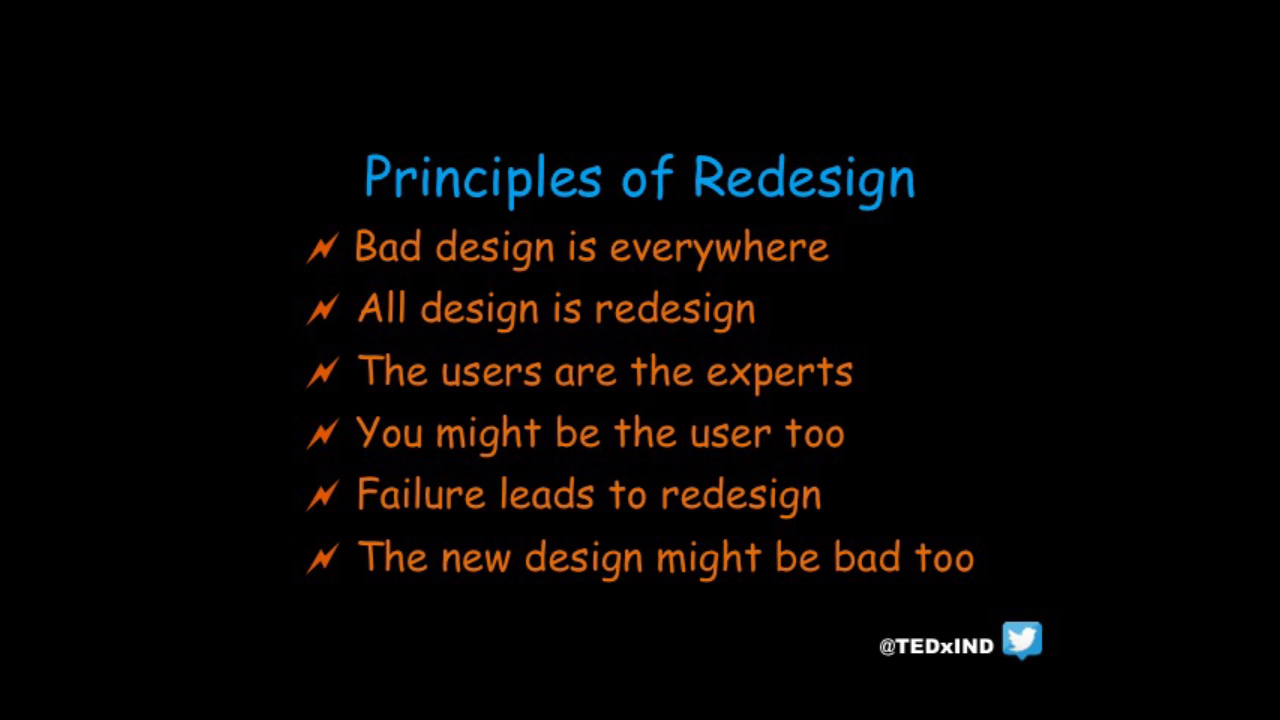 Principles of Redesign
Bad design is everywhere
All design is redesign
The users are the experts
You might be the user too
Failure leads to redesign
The new design might be bad too
@TEDxIND